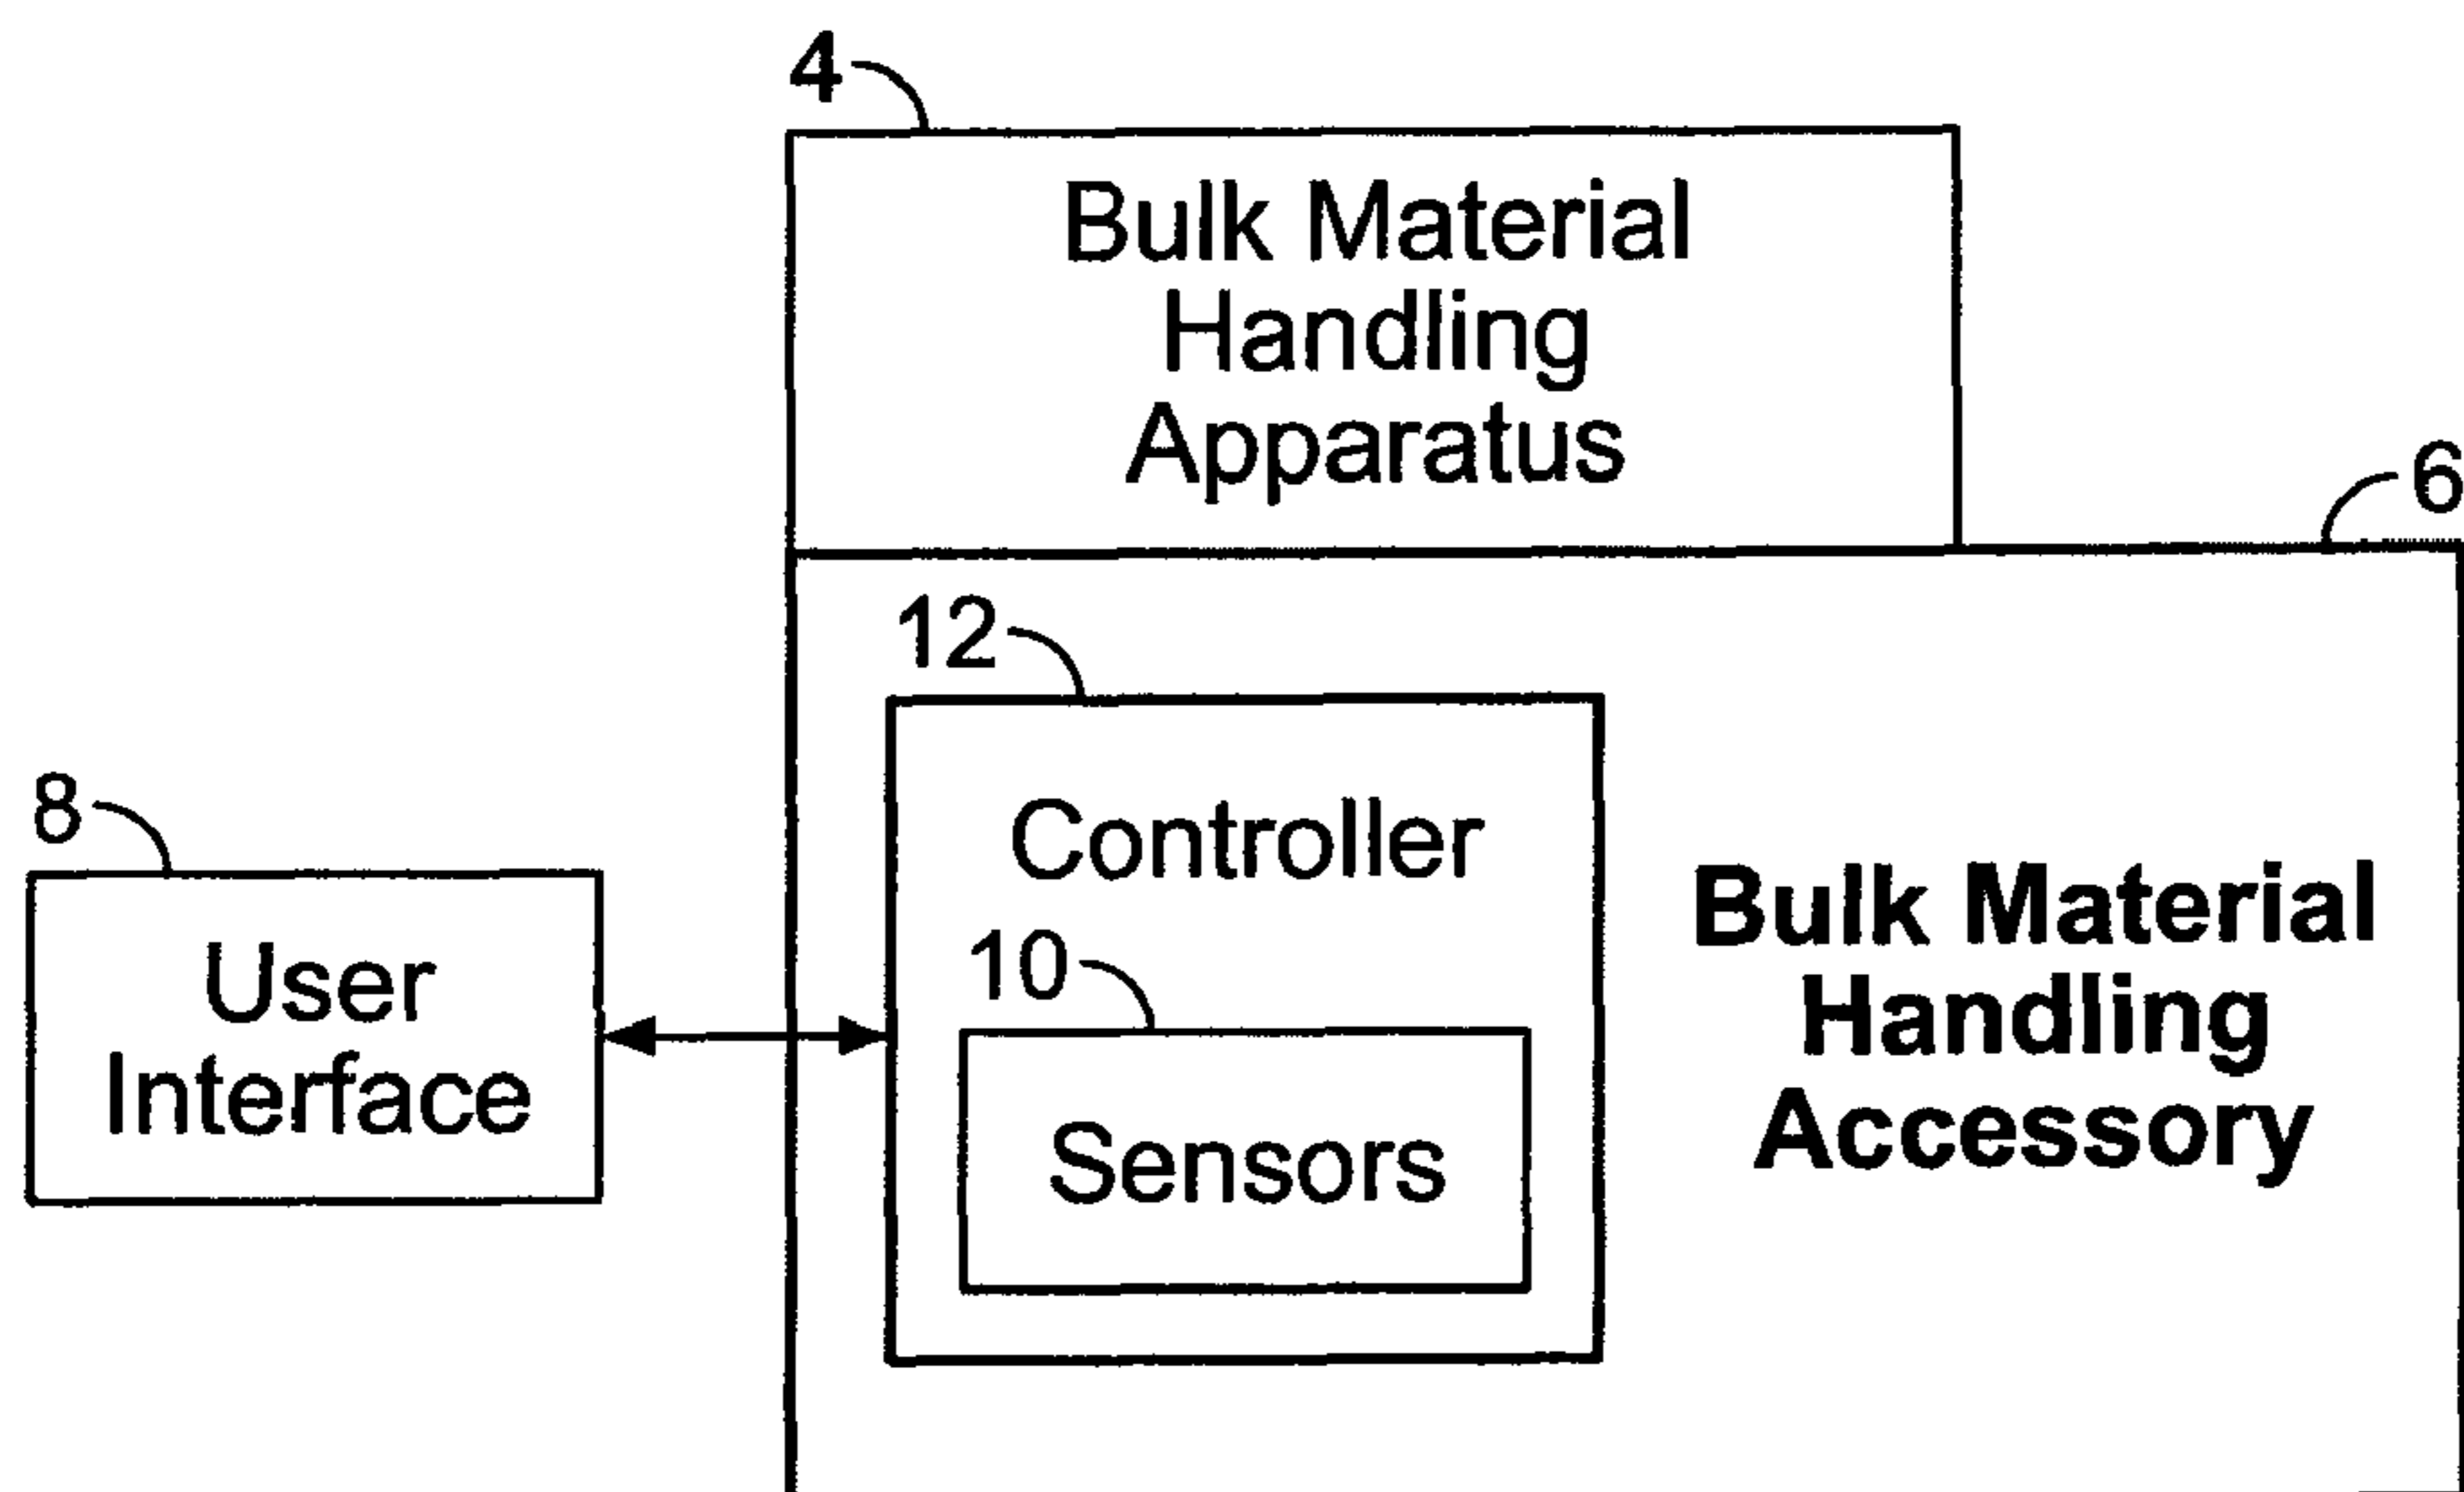 4
Bulk Material
Handling
Apparatus
6
12
Controller
8
User
Interface
10
Sensors
Bulk Material
Handling
Accessory